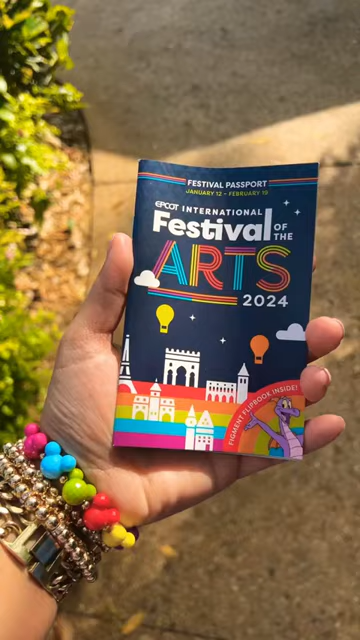 FESTIVAL PASSPORT
JANUARY 12 - FEBRUARY 19
EPCOT INTERNATIONAL
Festival OF THE
ARTS
2024
FIGMENT FLIPBOOK INSIDE!